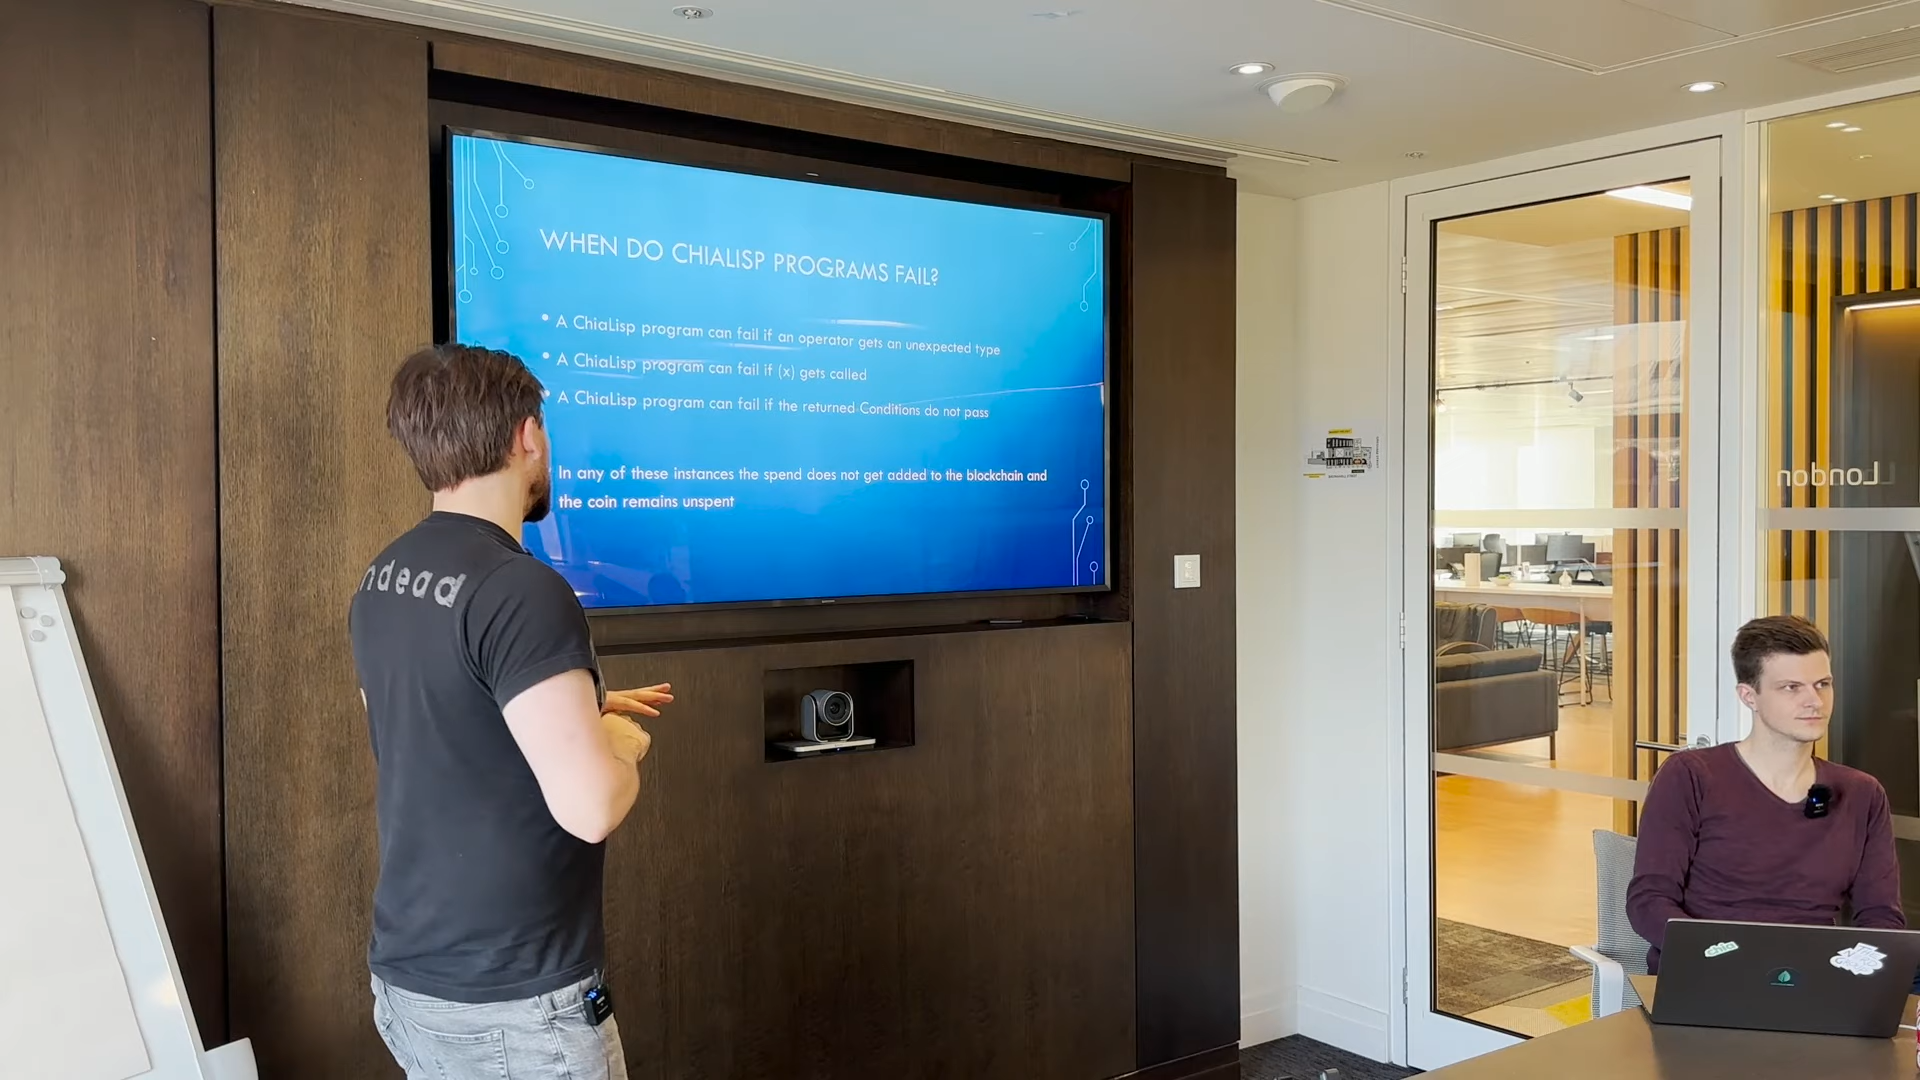 WHEN DO CHIALISP PROGRAMS FAIL?
• A ChiaLisp program can fail if an operator gets an unexpected type
• A ChiaLisp program can fail if (x) gets called
• A ChiaLisp program can fail if the returned Conditions do not pass
In any of these instances the spend does not get added to the blockchain and
the coin remains unspent
ndead
London
chia